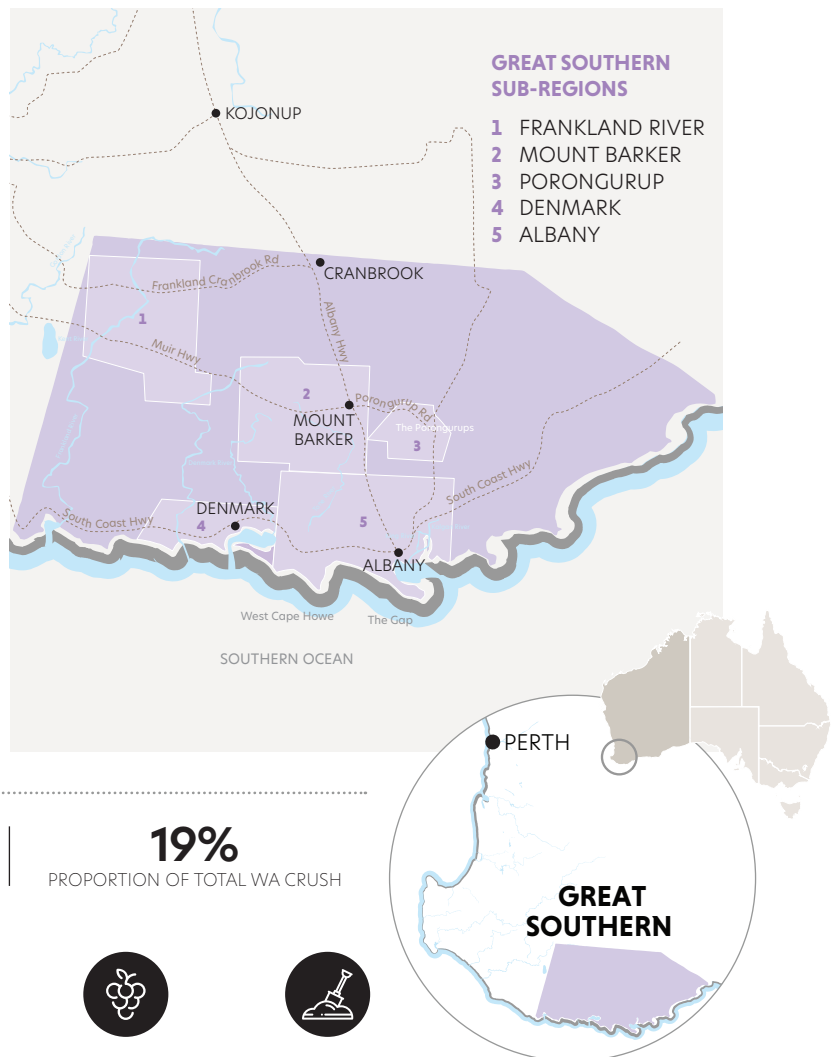 GREAT SOUTHERN
SUB-REGIONS
1 FRANKLAND RIVER
2 MOUNT BARKER
3 PORONGURUP
4 DENMARK
5 ALBANY
KOJONUP
CRANBROOK
Frankland Cranbrook Rd
1
Albany Hwy
Muir Hwy
2
Porongurup Rd
MOUNT
BARKER
The Porongurups
3
South Coast Hwy
DENMARK
South Coast Hwy
4
5
ALBANY
West Cape Howe
The Gap
SOUTHERN OCEAN
PERTH
19%
PROPORTION OF TOTAL WA CRUSH
GREAT
SOUTHERN